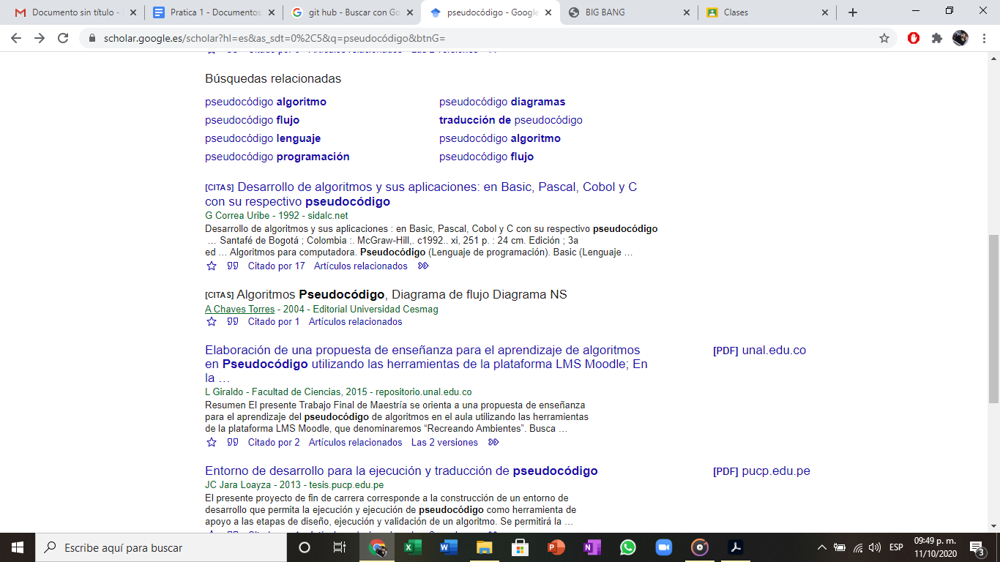 Documento sin título -
Pratica 1 - Documentos
git hub - Buscar con Go
pseudocódigo - Google
BIG BANG
Clases
scholar.google.es/scholar?hl=es&as_sdt=0%2C5&q=pseudocódigo&btnG=
Búsquedas relacionadas
pseudocódigo algoritmo
pseudocódigo diagramas
pseudocódigo flujo
traducción de pseudocódigo
pseudocódigo lenguaje
pseudocódigo algoritmo
pseudocódigo programación
pseudocódigo flujo
[CITAS] Desarrollo de algoritmos y sus aplicaciones: en Basic, Pascal, Cobol y C
con su respectivo pseudocódigo
G Correa Uribe - 1992 - sidalc.net
Desarrollo de algoritmos y sus aplicaciones : en Basic, Pascal, Cobol y C con su respectivo pseudocódigo
… Santafé de Bogotá ; Colombia :. McGraw-Hill,. c1992.. xi, 251 p. : 24 cm. Edición ; 3a
ed … Algoritmos para computadora. Pseudocódigo (Lenguaje de programación). Basic (Lenguaje …
Citado por 17 Artículos relacionados
[CITAS] Algoritmos Pseudocódigo, Diagrama de flujo Diagrama NS
A Chaves Torres - 2004 - Editorial Universidad Cesmag
Citado por 1 Artículos relacionados
Elaboración de una propuesta de enseñanza para el aprendizaje de algoritmos
en Pseudocódigo utilizando las herramientas de la plataforma LMS Moodle; En
la …
[PDF] unal.edu.co
L Giraldo - Facultad de Ciencias, 2015 - repositorio.unal.edu.co
Resumen El presente Trabajo Final de Maestría se orienta a una propuesta de enseñanza
para el aprendizaje del pseudocódigo de algoritmos en el aula utilizando las herramientas
de la plataforma LMS Moodle, que denominaremos “Recreando Ambientes”. Busca …
Citado por 2 Artículos relacionados Las 2 versiones
Entorno de desarrollo para la ejecución y traducción de pseudocódigo
[PDF] pucp.edu.pe
JC Jara Loayza - 2013 - tesis.pucp.edu.pe
El presente proyecto de fin de carrera corresponde a la construcción de un entorno de
desarrollo que permita la ejecución y ejecución de pseudocódigo como herramienta de
apoyo a las etapas de diseño, ejecución y validación de un algoritmo. Se permitirá la …
Escribe aquí para buscar
ESP
09:49 p. m.
11/10/2020
3